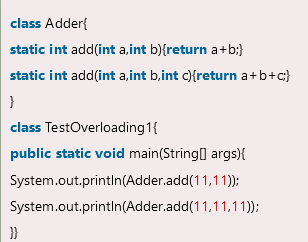 class Adder{
static int add(int a,int b){return a+b;}
static int add(int a,int b,int c){return a+b+c;}
}
class TestOverloading1{
public static void main(String[] args){
System.out.println(Adder.add(11,11));
System.out.println(Adder.add(11,11,11));
}}